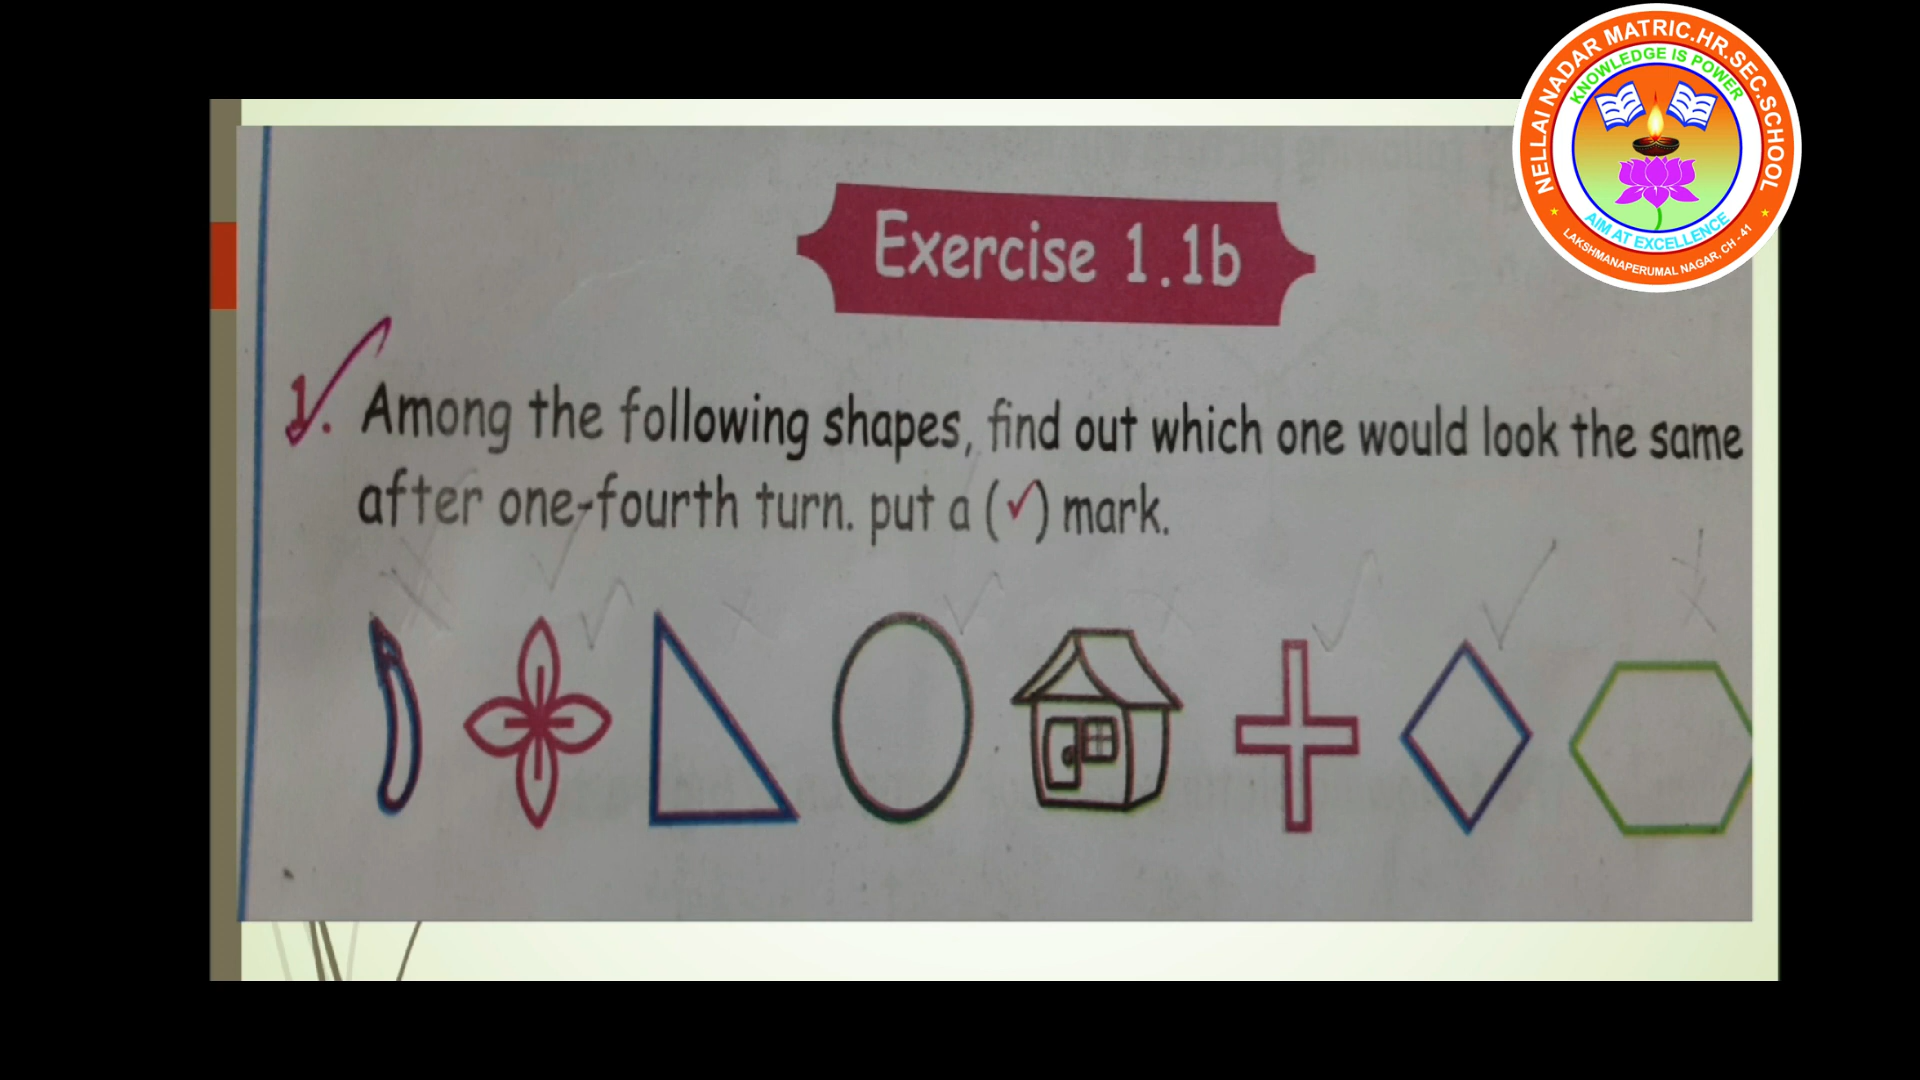 NELLAI NADAR MATRIC.HR.SEC.SCHOOL
KNOWLEDGE IS POWER
AIM AT EXCELLENCE
LAKSHMANAPERUMAL NAGAR, CH - 41
Exercise 1.1b
1. Among the following shapes, find out which one would look the same
after one-fourth turn. put a (✓) mark.